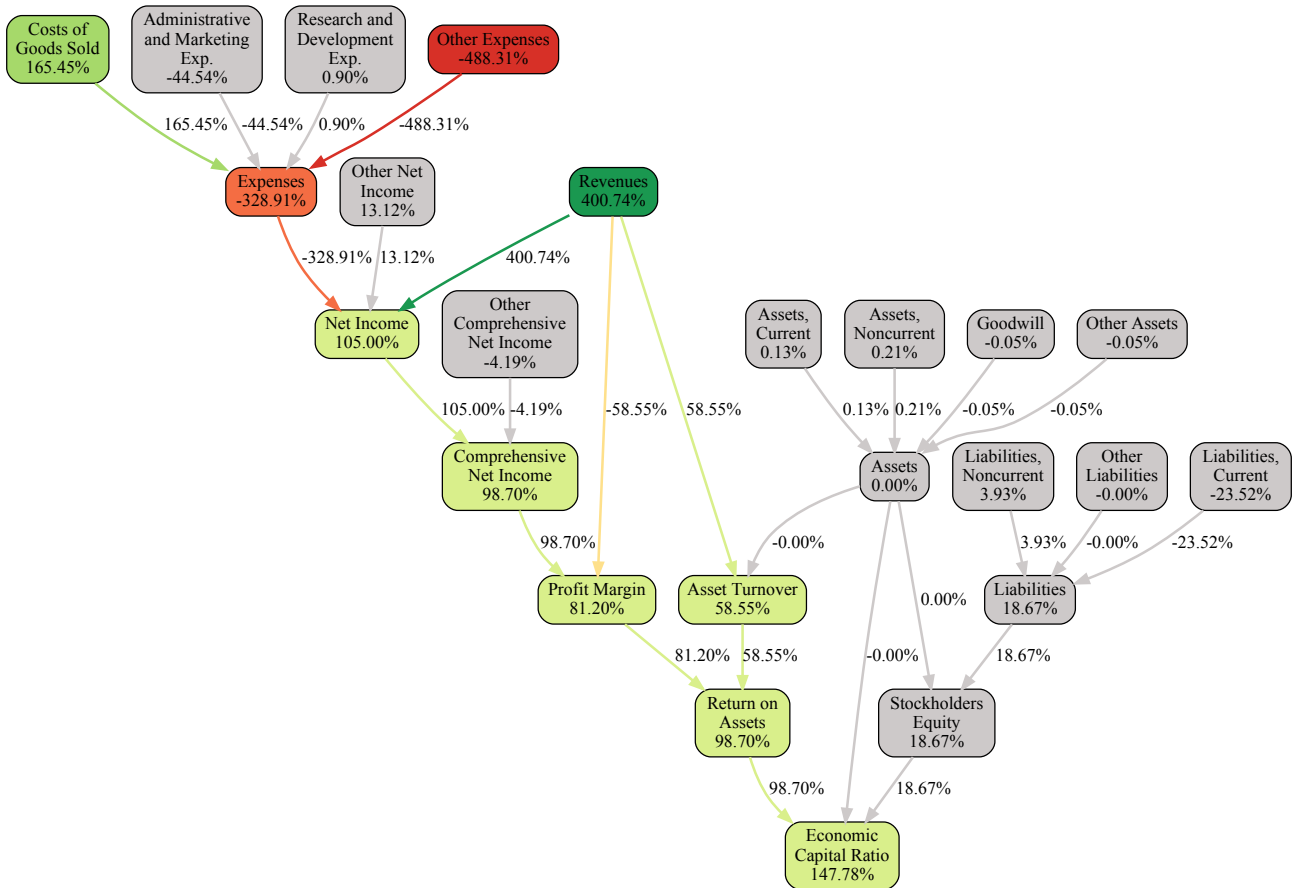 Costs of
Goods Sold
165.45%
Administrative
and Marketing
Exp.
-44.54%
Research and
Development
Exp.
0.90%
Other Expenses
-488.31%
165.45%
-44.54%
0.90%
-488.31%
Expenses
-328.91%
Other Net
Income
13.12%
Revenues
400.74%
-328.91%
13.12%
400.74%
Net Income
105.00%
Other
Comprehensive
Net Income
-4.19%
Assets,
Current
0.13%
Assets,
Noncurrent
0.21%
Goodwill
-0.05%
Other Assets
-0.05%
105.00%
-4.19%
-58.55%
58.55%
0.13%
0.21%
-0.05%
-0.05%
Comprehensive
Net Income
98.70%
Assets
0.00%
Liabilities,
Noncurrent
3.93%
Other
Liabilities
-0.00%
Liabilities,
Current
-23.52%
98.70%
-0.00%
3.93%
-0.00%
-23.52%
Profit Margin
81.20%
Asset Turnover
58.55%
0.00%
Liabilities
18.67%
81.20%
58.55%
-0.00%
18.67%
Return on
Assets
98.70%
Stockholders
Equity
18.67%
98.70%
18.67%
Economic
Capital Ratio
147.78%